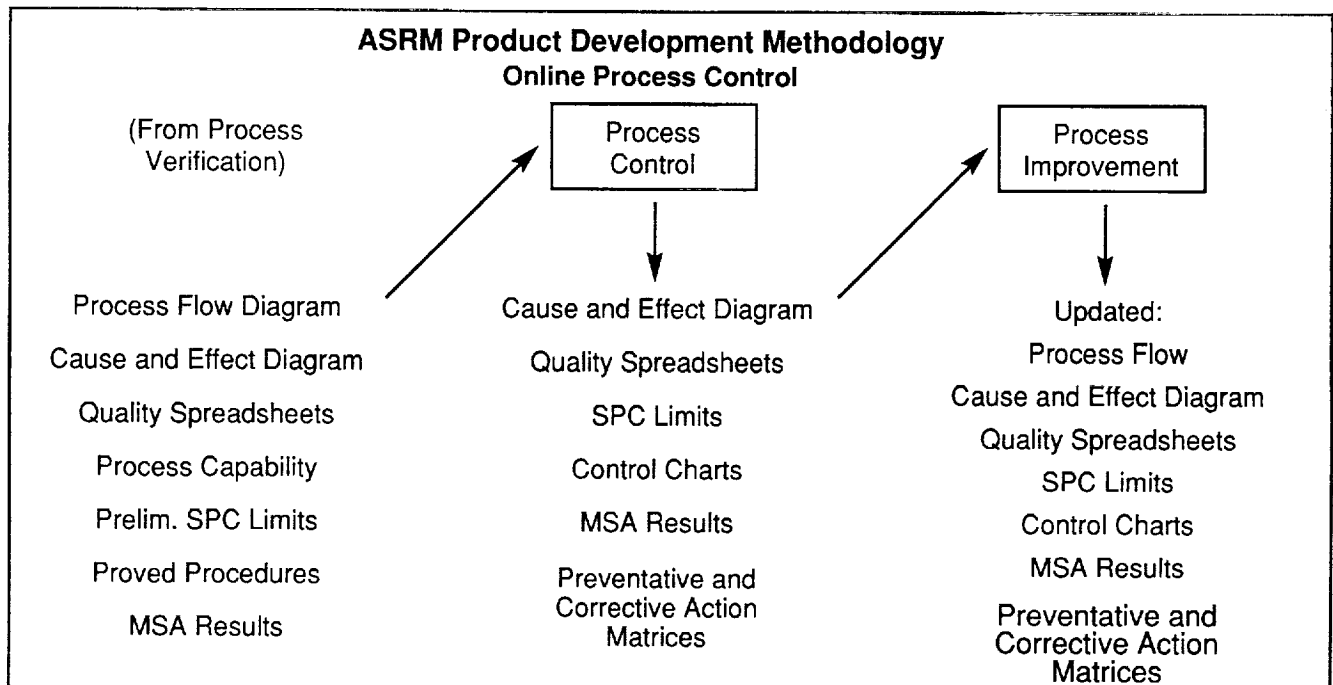 ASRM Product Development Methodology
Online Process Control
(From Process
Verification)
Process Flow Diagram
Cause and Effect Diagram
Quality Spreadsheets
Process Capability
Prelim. SPC Limits
Proved Procedures
MSA Results
Process
Control
Cause and Effect Diagram
Quality Spreadsheets
SPC Limits
Control Charts
MSA Results
Preventative and
Corrective Action
Matrices
Process
Improvement
Updated:
Process Flow
Cause and Effect Diagram
Quality Spreadsheets
SPC Limits
Control Charts
MSA Results
Preventative and
Corrective Action
Matrices